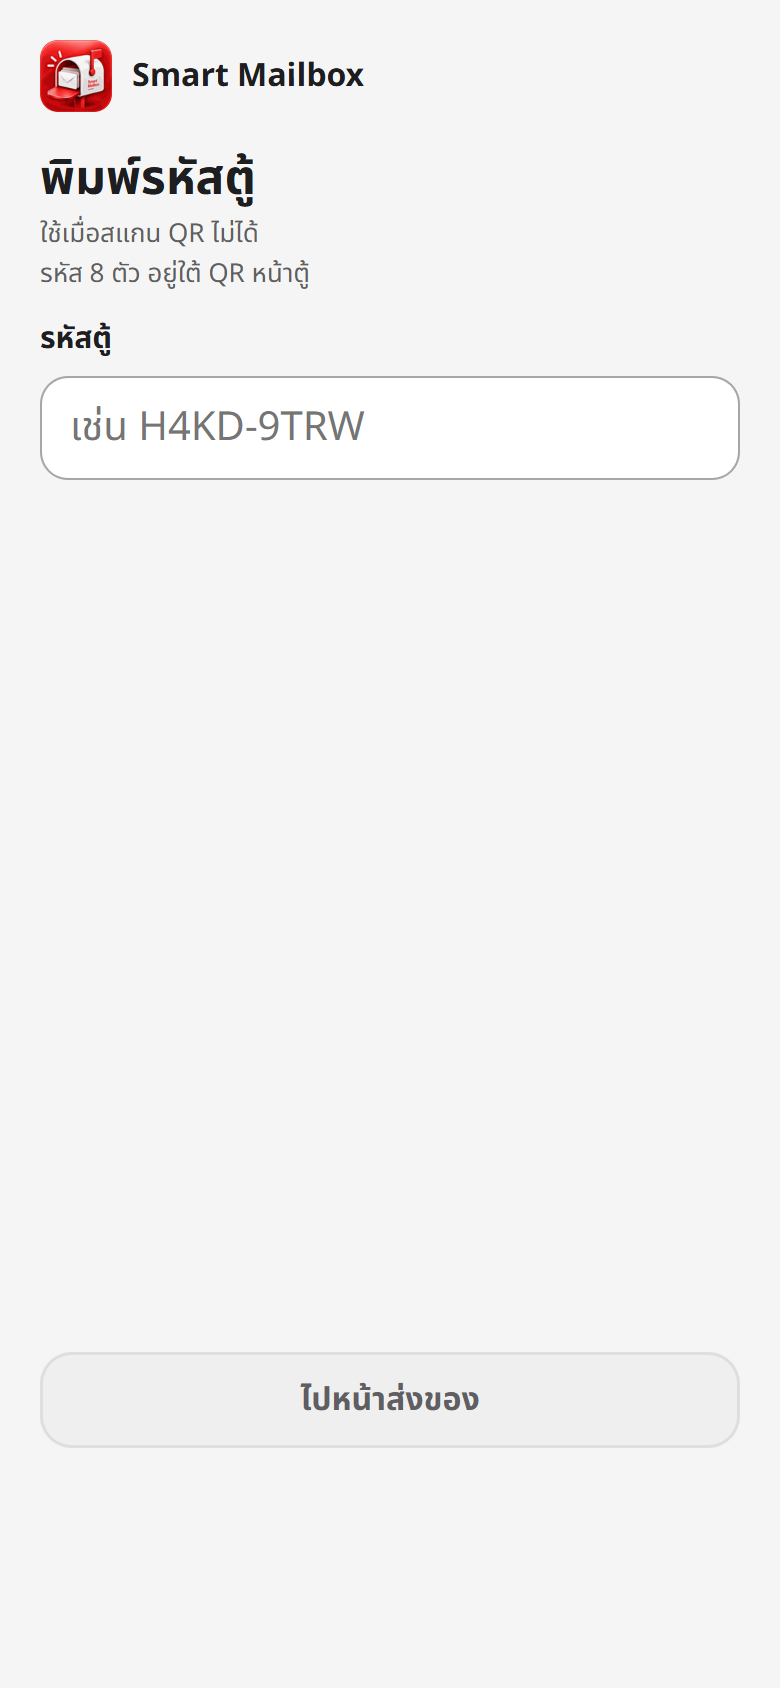 Smart Mailbox
พิมพ์รหัสตู้
ใช้เมื่อสแกน QR ไม่ได้
รหัส 8 ตัว อยู่ใต้ QR หน้าตู้
รหัสตู้
เช่น H4KD-9TRW
ไปหน้าส่งของ